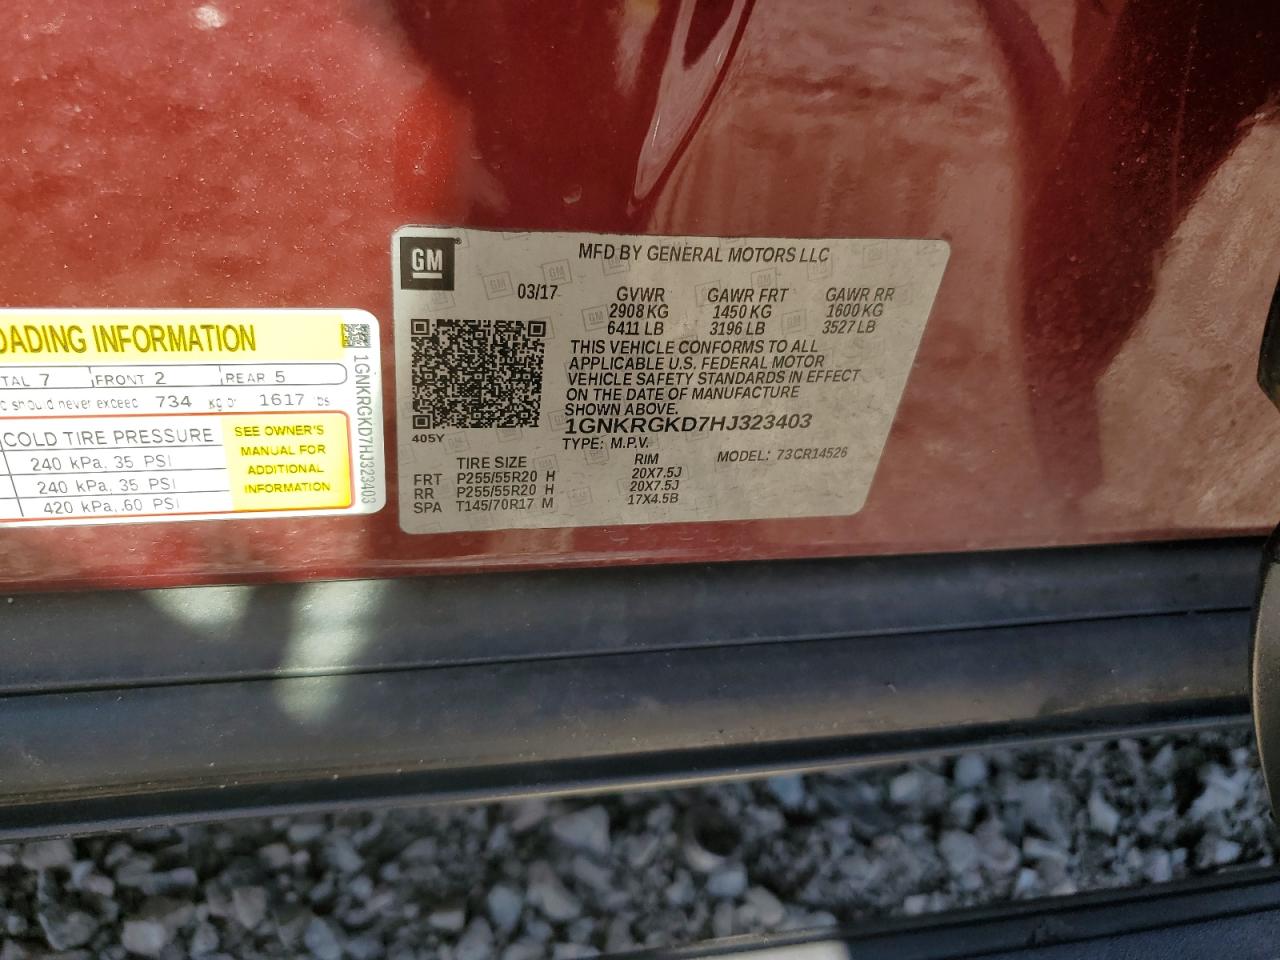 OADING INFORMATION
TAL 7 FRONT 2 REAR 5
should never exceed 734 kg or 1617 lbs
COLD TIRE PRESSURE
240 kPa, 35 PSI
240 kPa, 35 PSI
420 kPa, 60 PSI
SEE OWNER'S
MANUAL FOR
ADDITIONAL
INFORMATION
1GNKRGKD7HJ323403
GM
MFD BY GENERAL MOTORS LLC
03/17 GVWR GAWR FRT GAWR RR
2908 KG 1450 KG 1600 KG
6411 LB 3196 LB 3527 LB
THIS VEHICLE CONFORMS TO ALL
APPLICABLE U.S. FEDERAL MOTOR
VEHICLE SAFETY STANDARDS IN EFFECT
ON THE DATE OF MANUFACTURE
SHOWN ABOVE.
1GNKRGKD7HJ323403
405Y
TYPE: M.P.V.
MODEL: 73CR14526
TIRE SIZE RIM
FRT P255/55R20 H 20X7.5J
RR P255/55R20 H 20X7.5J
SPA T145/70R17 M 17X4.5B